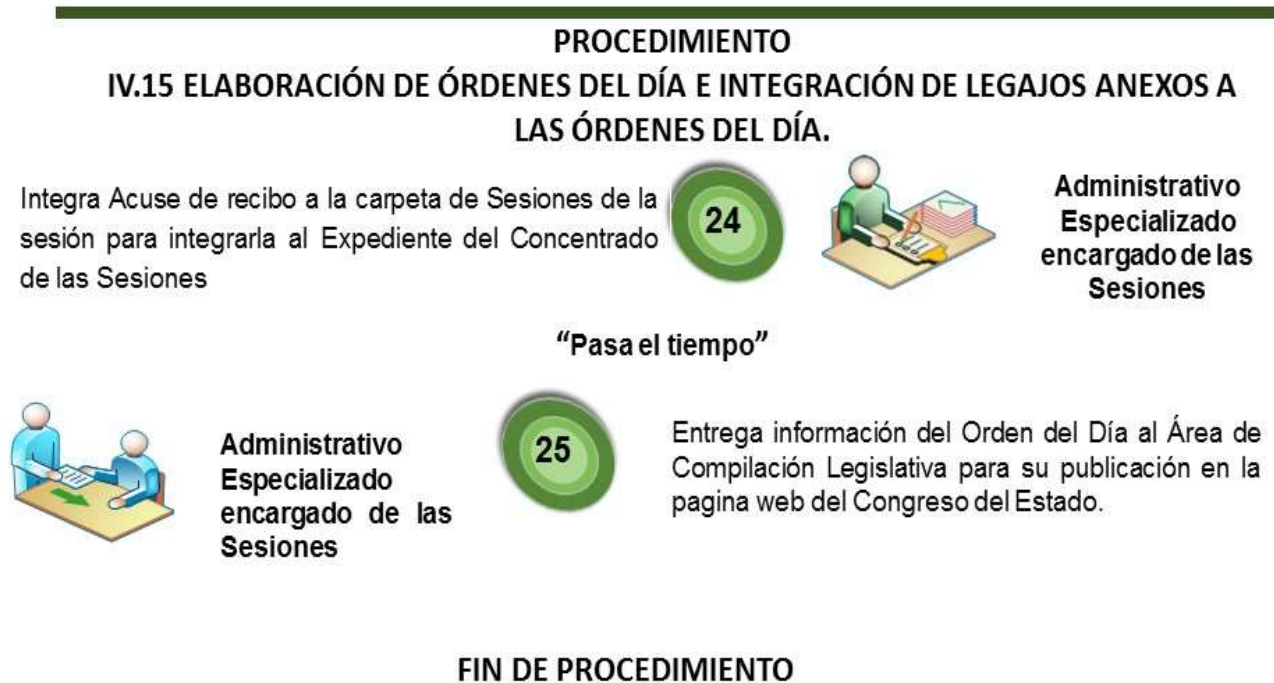 PROCEDIMIENTO
IV.15 ELABORACIÓN DE ÓRDENES DEL DÍA E INTEGRACIÓN DE LEGAJOS ANEXOS A
LAS ÓRDENES DEL DÍA.
Integra Acuse de recibo a la carpeta de Sesiones de la
sesión para integrarla al Expediente del Concentrado
de las Sesiones
24
Administrativo
Especializado
encargado de las
Sesiones
“Pasa el tiempo”
Administrativo
Especializado
encargado de las
Sesiones
25
Entrega información del Orden del Día al Área de
Compilación Legislativa para su publicación en la
pagina web del Congreso del Estado.
FIN DE PROCEDIMIENTO